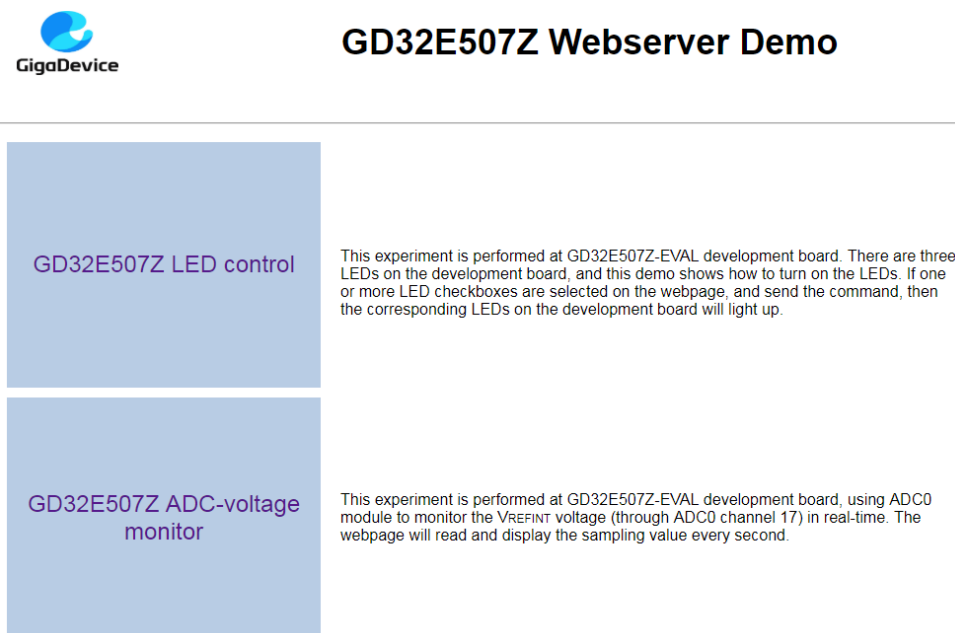 GigaDevice
GD32E507Z Webserver Demo
GD32E507Z LED control
This experiment is performed at GD32E507Z-EVAL development board. There are three
LEDs on the development board, and this demo shows how to turn on the LEDs. If one
or more LED checkboxes are selected on the webpage, and send the command, then
the corresponding LEDs on the development board will light up.
GD32E507Z ADC-voltage
monitor
This experiment is performed at GD32E507Z-EVAL development board, using ADC0
module to monitor the VREFINT voltage (through ADC0 channel 17) in real-time. The
webpage will read and display the sampling value every second.